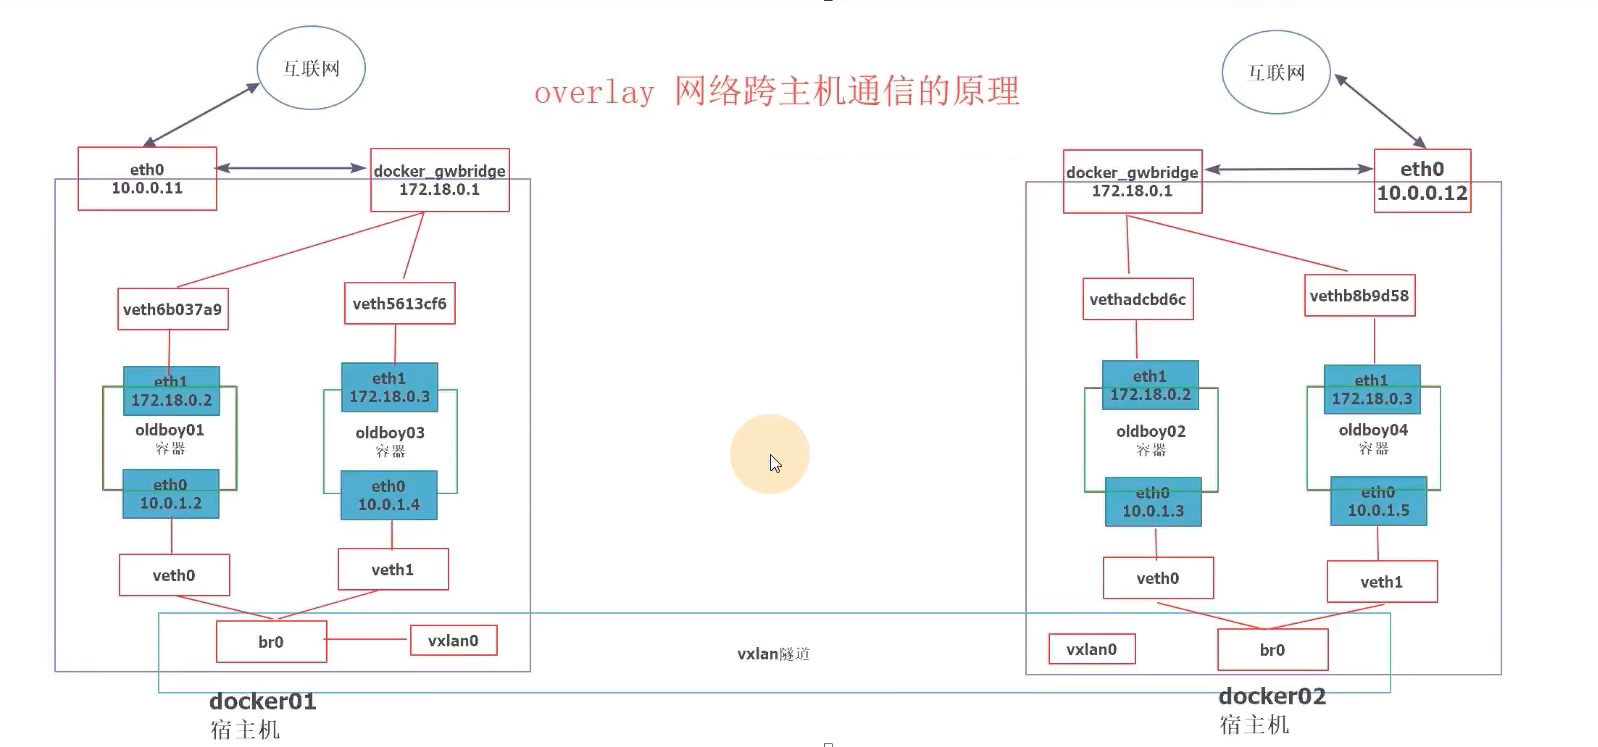 互联网
互联网
overlay 网络跨主机通信的原理
eth0
10.0.0.11
docker_gwbridge
172.18.0.1
docker_gwbridge
172.18.0.1
eth0
10.0.0.12
veth6b037a9
veth5613cf6
vethadcbd6c
vethb8b9d58
eth1
172.18.0.2
eth1
172.18.0.3
eth1
172.18.0.2
eth1
172.18.0.3
oldboy01
容器
oldboy03
容器
oldboy02
容器
oldboy04
容器
eth0
10.0.1.2
eth0
10.0.1.4
eth0
10.0.1.3
eth0
10.0.1.5
veth0
veth1
veth0
veth1
br0
vxlan0
vxlan隧道
vxlan0
br0
docker01
宿主机
docker02
宿主机